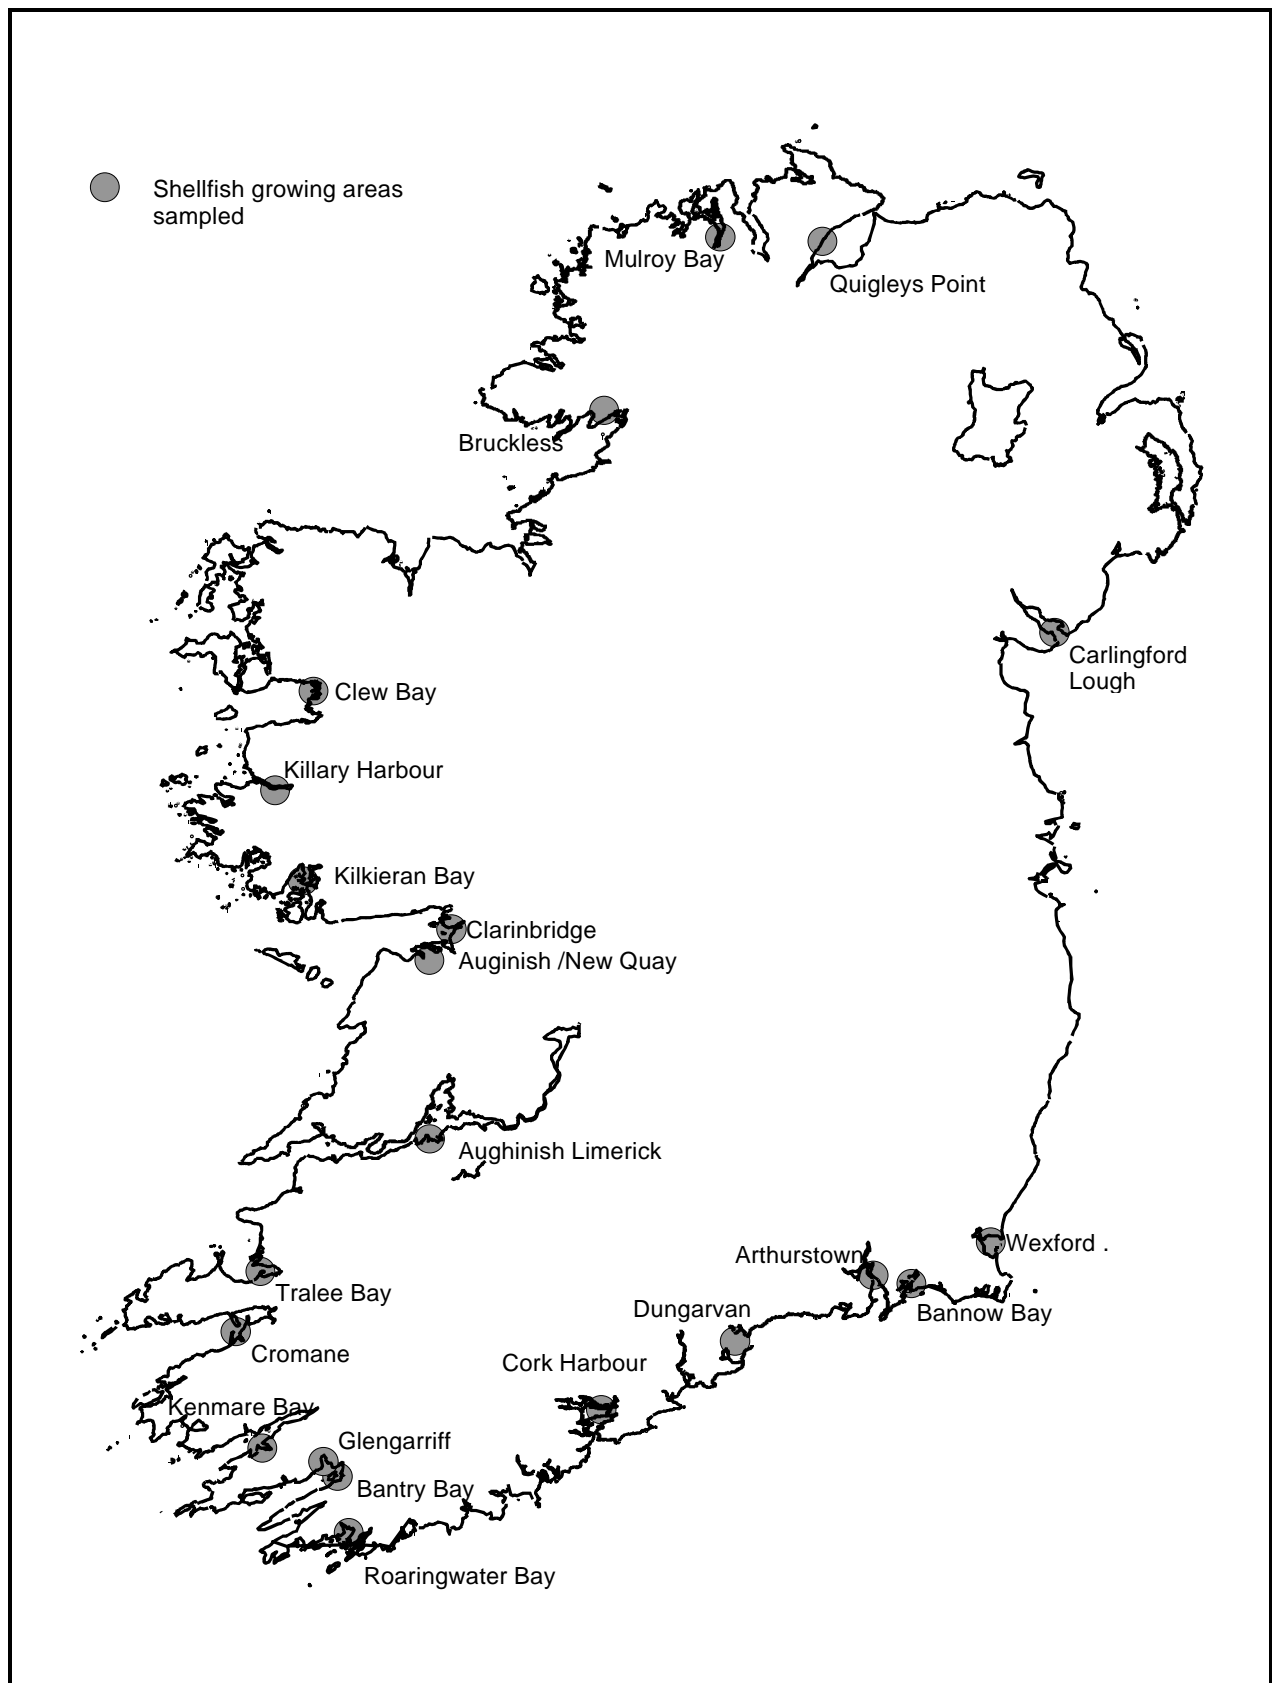 Shellfish growing areas
sampled
Mulroy Bay
Quigleys Point
Bruckless
Carlingford
Lough
Clew Bay
Killary Harbour
Kilkieran Bay
Clarinbridge
Auginish /New Quay
Aughinish Limerick
Wexford .
Arthurstown
Tralee Bay
Dungarvan
Bannow Bay
Cromane
Cork Harbour
Kenmare Bay
Glengarriff
Bantry Bay
Roaringwater Bay